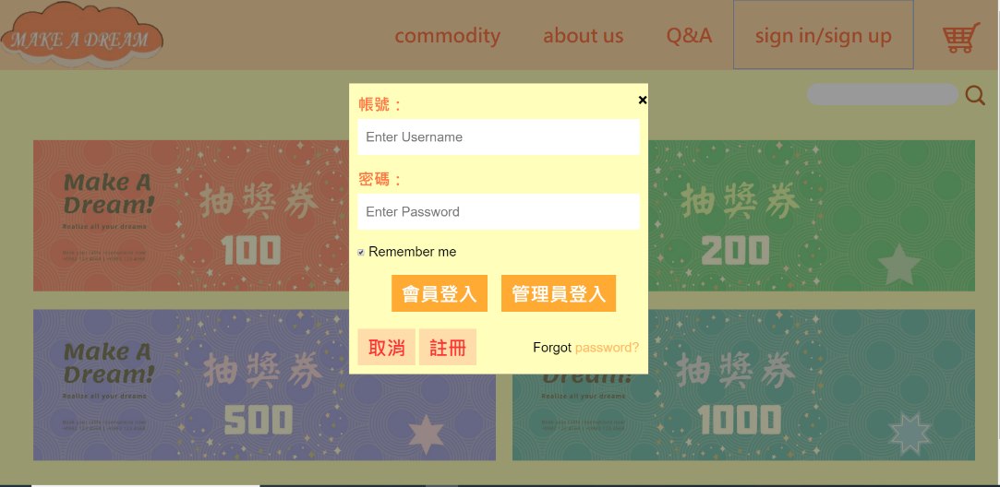 MAKE A DREAM
commodity
about us
Q&A
sign in/sign up
帳號：
Enter Username
密碼：
Enter Password
Remember me
會員登入
管理員登入
取消
註冊
Forgot password?
Make A
Dream!
Realize all your dreams
抽獎券
100
抽獎券
200
Make A
Dream!
Realize all your dreams
抽獎券
500
Dream!
Realize all your dreams
抽獎券
1000